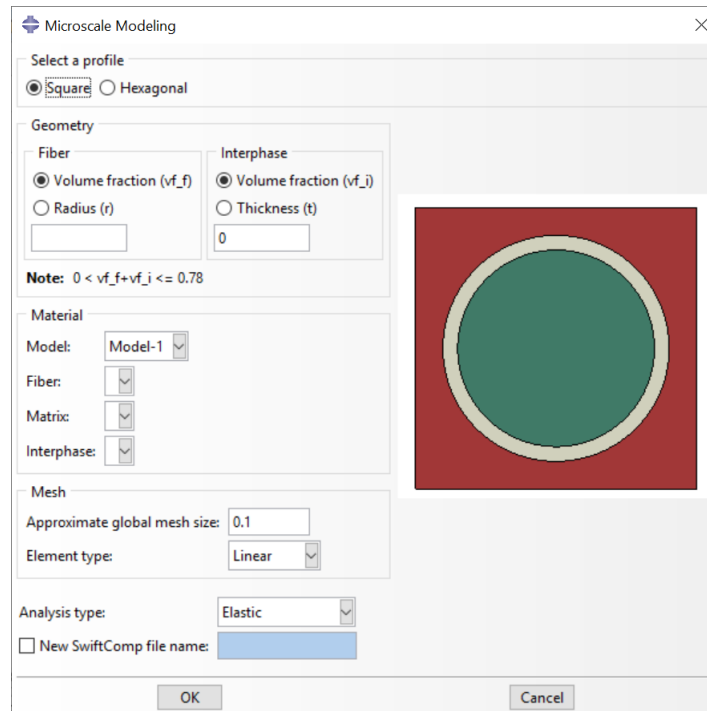 Microscale Modeling
Select a profile
Square Hexagonal
Geometry
Fiber
Volume fraction (vf_f)
Radius (r)
Interphase
Volume fraction (vf_i)
Thickness (t)
0
Note: 0 < vf_f+vf_i <= 0.78
Material
Model: Model-1
Fiber:
Matrix:
Interphase:
Mesh
Approximate global mesh size: 0.1
Element type: Linear
Analysis type: Elastic
New SwiftComp file name:
OK Cancel